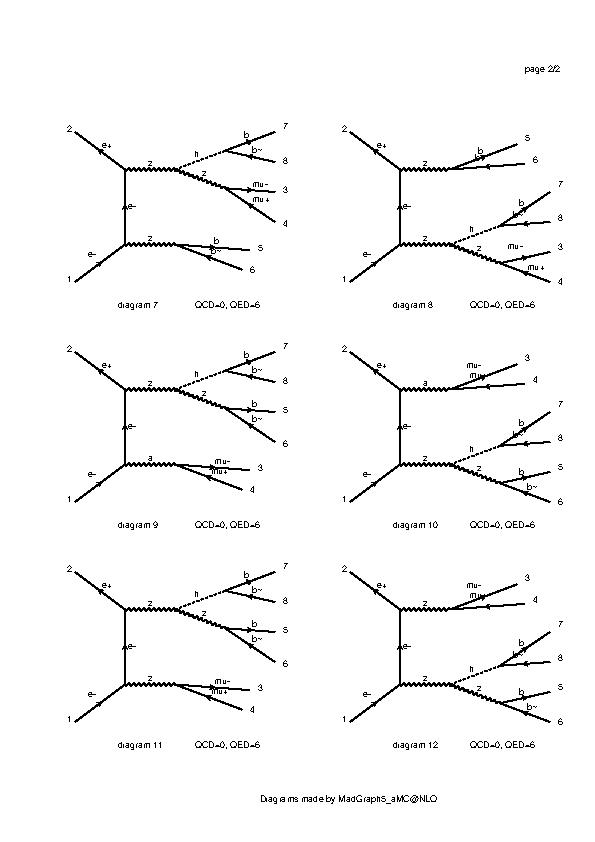 page 2/2
2
e+
z
h
b
7
b~
8
z
mu-
3
mu+
4
e-
e-
z
b
5
b~
6
1
diagram 7 QCD=0, QED=6
2
e+
z
b
5
6
e-
h
b
7
b~
8
z
mu-
3
mu+
4
e-
z
1
diagram 8 QCD=0, QED=6
2
e+
z
h
b
7
b~
8
z
b
5
b~
6
e-
e-
a
mu-
3
mu+
4
1
diagram 9 QCD=0, QED=6
2
e+
a
mu-
3
mu
4
e-
h
b
7
b~
8
z
b
5
b~
6
e-
z
1
diagram 10 QCD=0, QED=6
2
e+
z
h
b
7
b~
8
z
b
5
b~
6
e-
e-
z
mu-
3
mu+
4
1
diagram 11 QCD=0, QED=6
2
e+
z
mu-
3
mu
4
e-
h
b
7
b~
8
z
b
5
b~
6
e-
z
1
diagram 12 QCD=0, QED=6
Diagrams made by MadGraph5_aMC@NLO